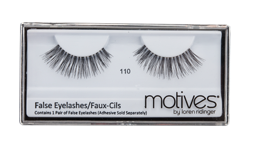 110
False Eyelashes/Faux-Cils
Contains 1 Pair of False Eyelashes (Adhesive Sold Separately)
motives®
by loren ridinger